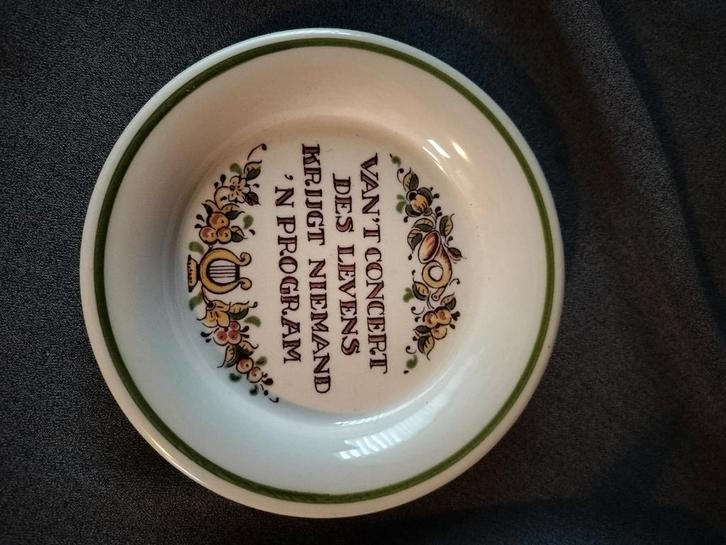 VAN'T CONCERT
DES LEVENS
KRIJGT NIEMAND
'N PROGRAM